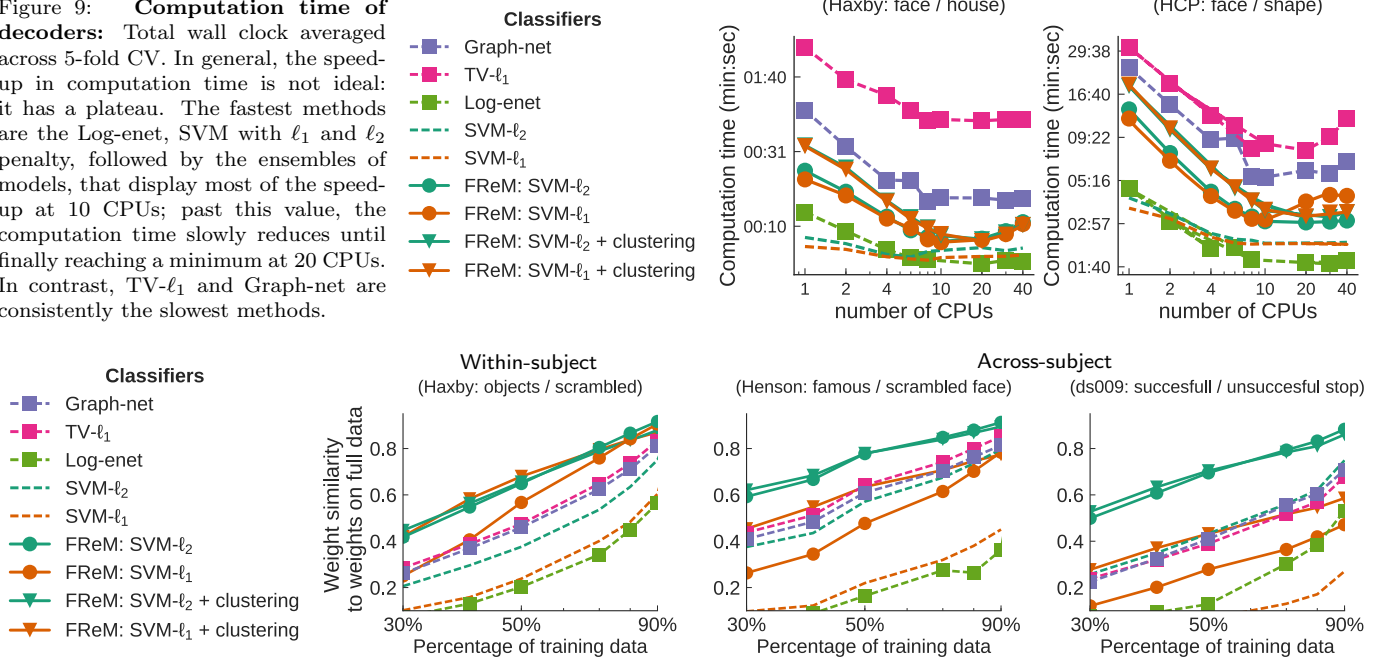 Figure 9: Computation time of
decoders: Total wall clock averaged
across 5-fold CV. In general, the speed-
up in computation time is not ideal:
it has a plateau. The fastest methods
are the Log-enet, SVM with ℓ₁ and ℓ₂
penalty, followed by the ensembles of
models, that display most of the speed-
up at 10 CPUs; past this value, the
computation time slowly reduces until
finally reaching a minimum at 20 CPUs.
In contrast, TV-ℓ₁ and Graph-net are
consistently the slowest methods.
Classifiers
Graph-net
TV-ℓ₁
Log-enet
SVM-ℓ₂
SVM-ℓ₁
FReM: SVM-ℓ₂
FReM: SVM-ℓ₁
FReM: SVM-ℓ₂ + clustering
FReM: SVM-ℓ₁ + clustering
(Haxby: face / house)
Computation time (min:sec)
01:40
00:31
00:10
1 2 4 10 20 40
number of CPUs
(HCP: face / shape)
Computation time (min:sec)
29:38
16:40
09:22
05:16
02:57
01:40
1 2 4 10 20 40
number of CPUs
Classifiers
Graph-net
TV-ℓ₁
Log-enet
SVM-ℓ₂
SVM-ℓ₁
FReM: SVM-ℓ₂
FReM: SVM-ℓ₁
FReM: SVM-ℓ₂ + clustering
FReM: SVM-ℓ₁ + clustering
Within-subject
(Haxby: objects / scrambled)
Weight similarity
to weights on full data
0.8
0.6
0.4
0.2
30% 50% 90%
Percentage of training data
Across-subject
(Henson: famous / scrambled face)
0.8
0.6
0.4
0.2
30% 50% 90%
Percentage of training data
(ds009: succesfull / unsuccesful stop)
0.8
0.6
0.4
0.2
30% 50% 90%
Percentage of training data